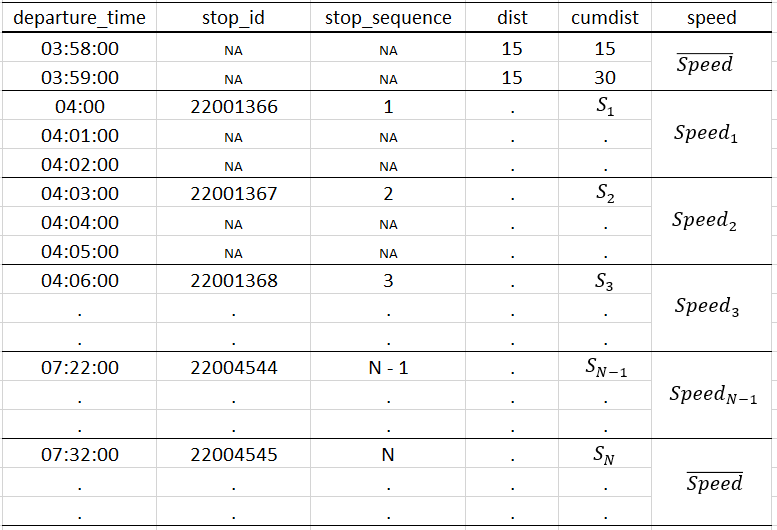 departure_time stop_id stop_sequence dist cumdist speed
03:58:00 NA NA 15 15
$\overline{Speed}$
03:59:00 NA NA 15 30
04:00 22001366 1 . $S_1$
04:01:00 NA NA . . $Speed_1$
04:02:00 NA NA . .
04:03:00 22001367 2 . $S_2$
04:04:00 NA NA . . $Speed_2$
04:05:00 NA NA . .
04:06:00 22001368 3 . $S_3$
. . . . . $Speed_3$
. . . . .
07:22:00 22004544 N - 1 . $S_{N-1}$
. . . . . $Speed_{N-1}$
. . . . .
07:32:00 22004545 N . $S_N$
. . . . . $\overline{Speed}$
. . . . .